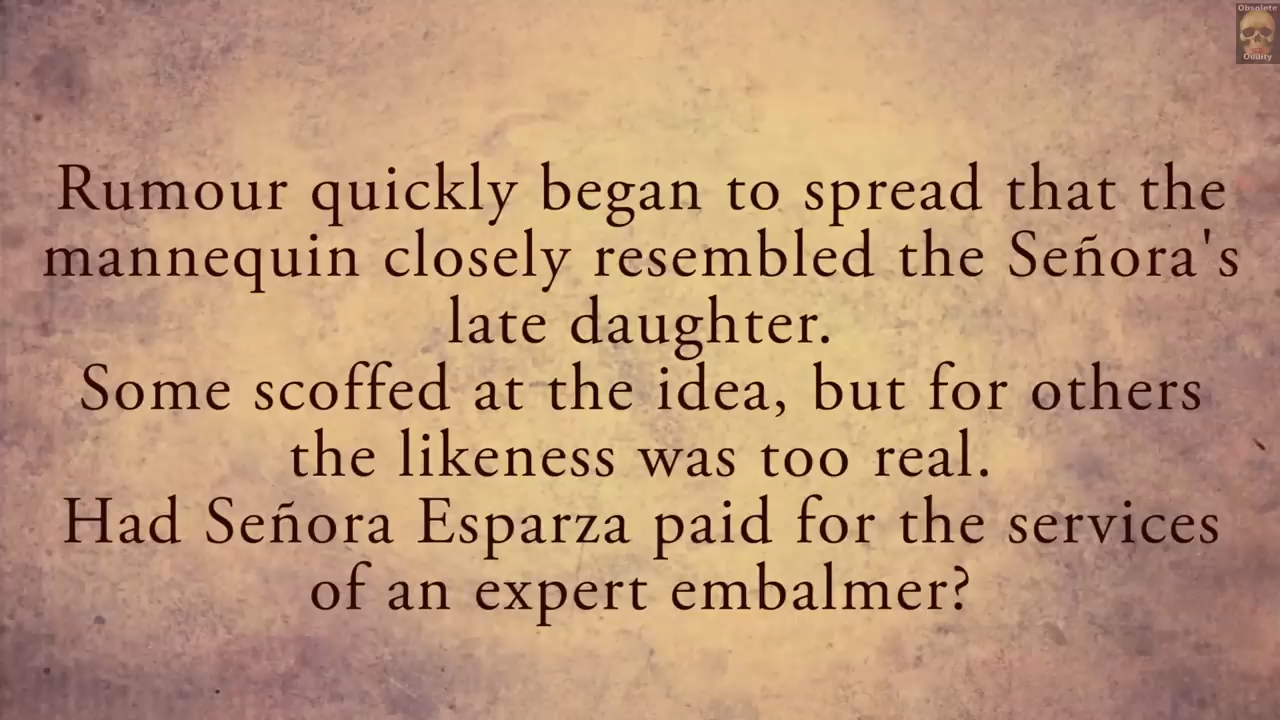 Obsolete
Oddity
Rumour quickly began to spread that the
mannequin closely resembled the Señora's
late daughter.
Some scoffed at the idea, but for others
the likeness was too real.
Had Señora Esparza paid for the services
of an expert embalmer?